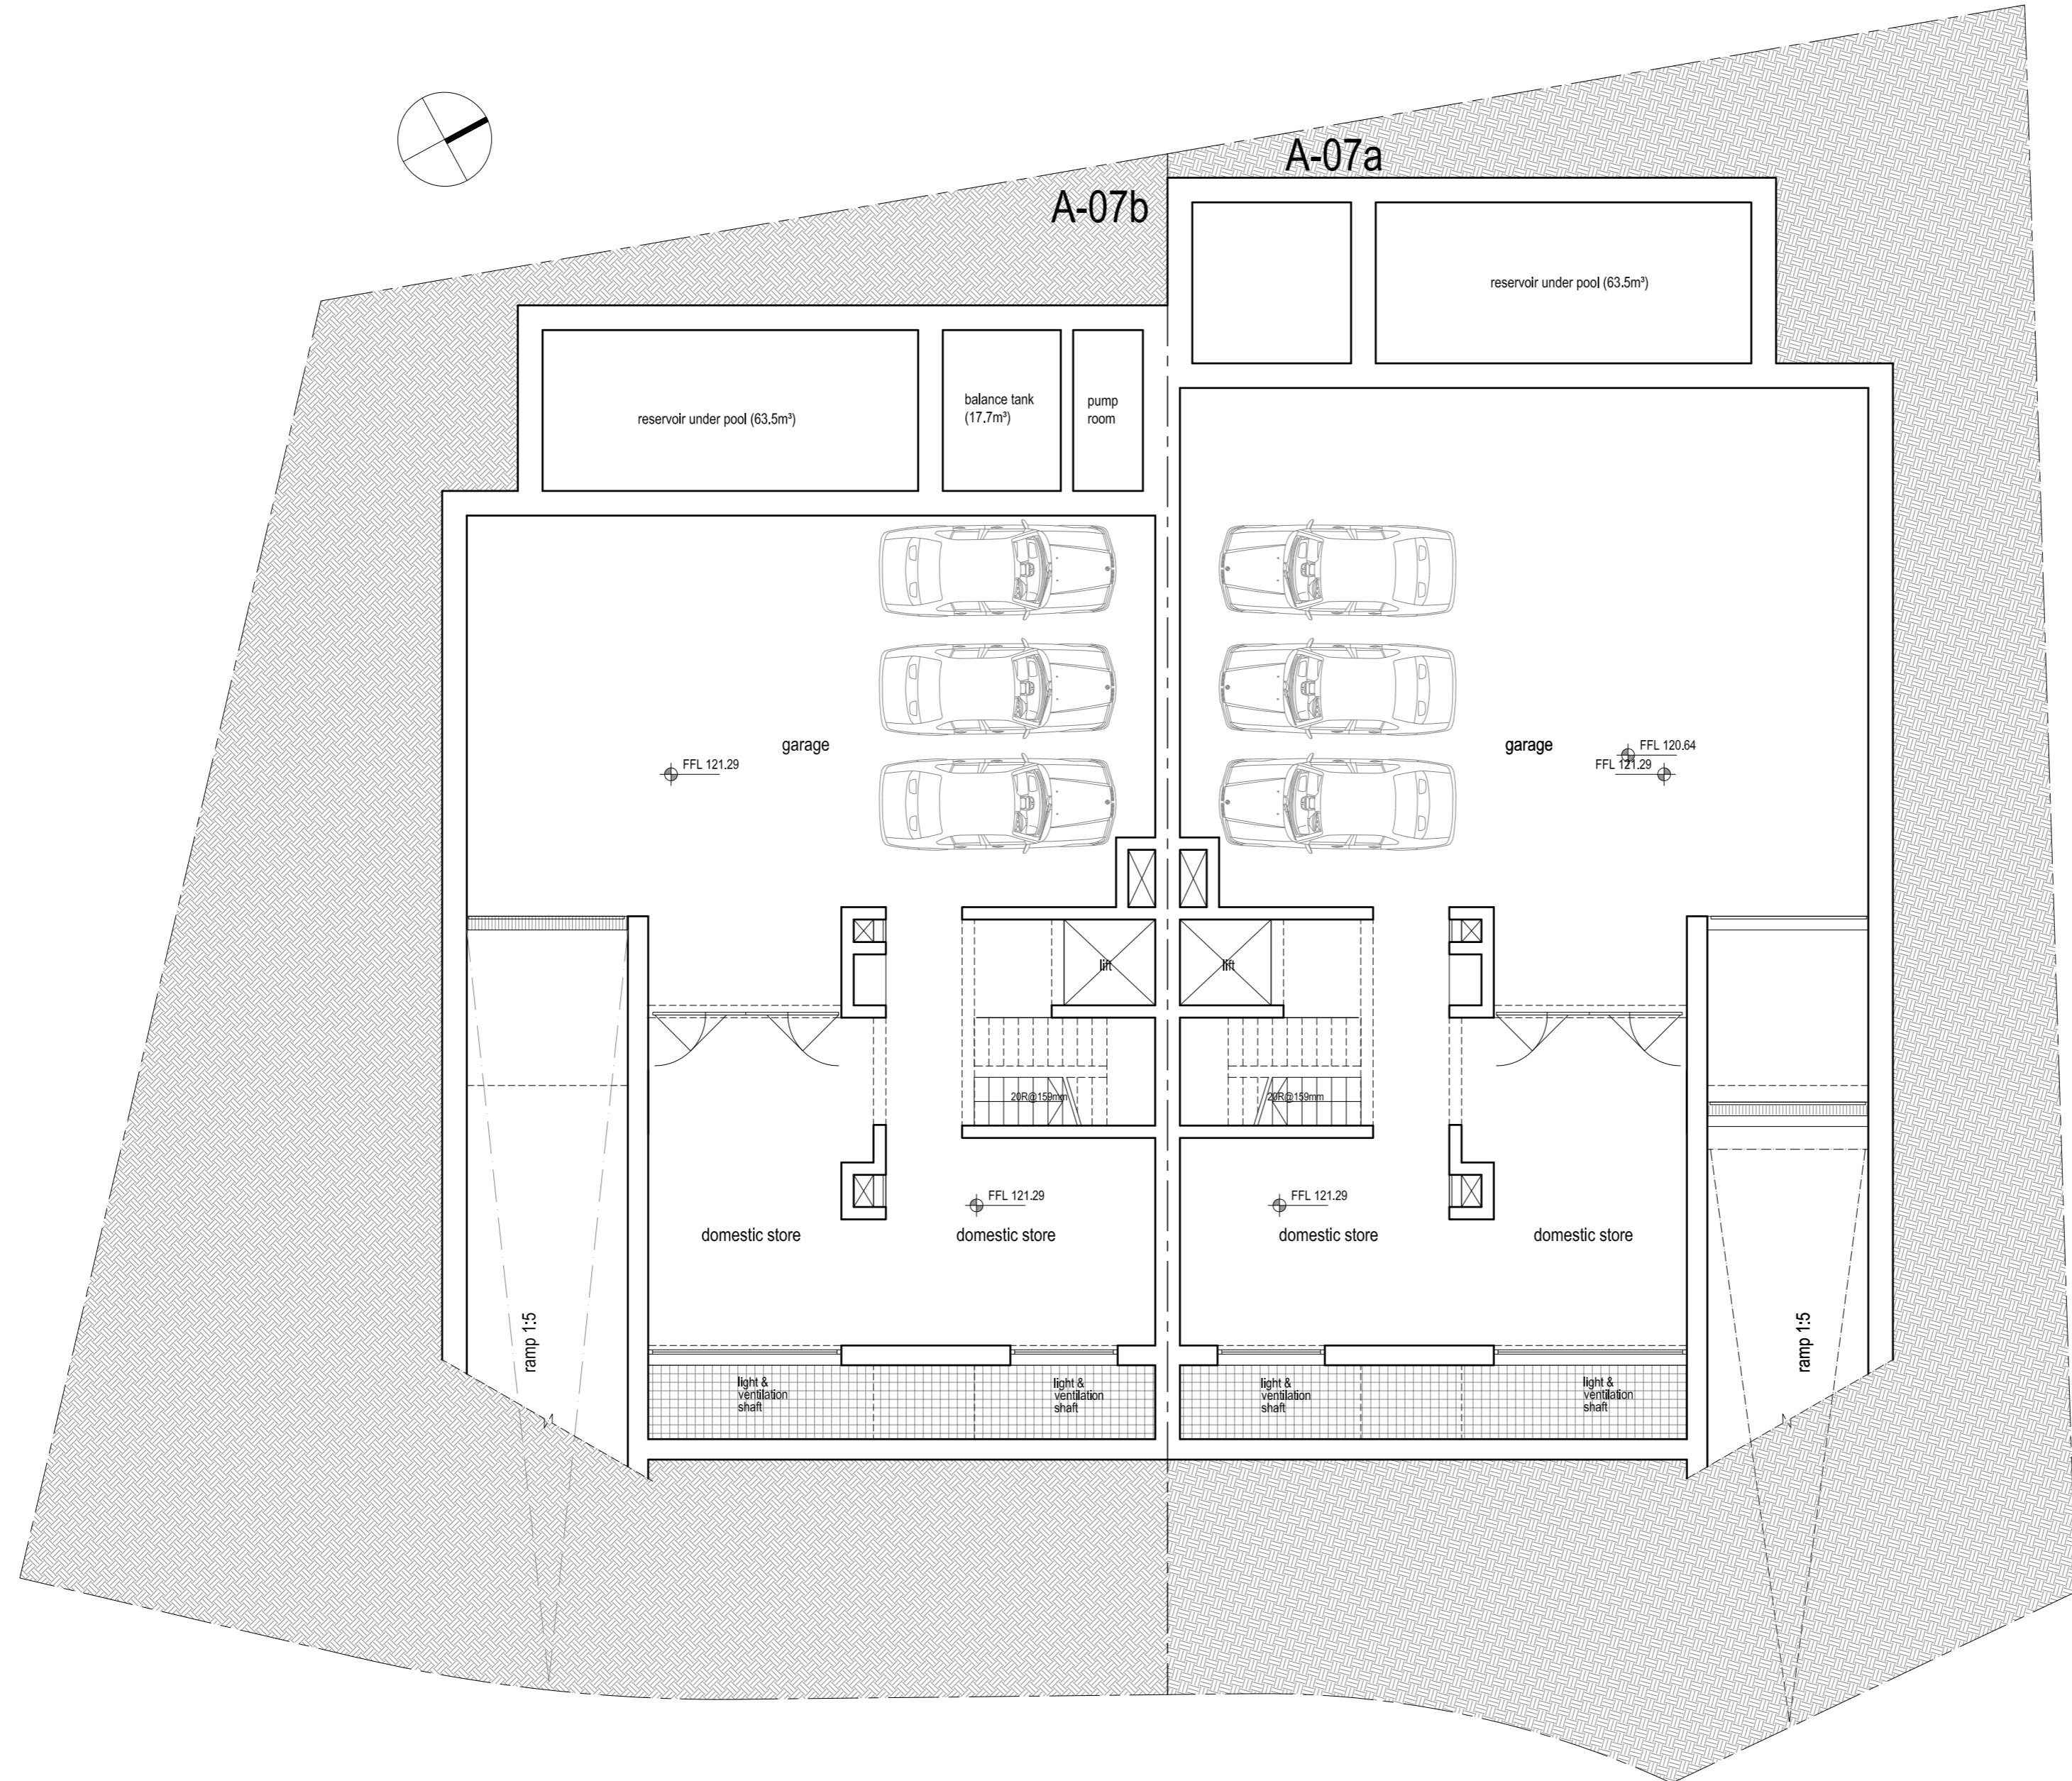 A-07a
A-07b
reservoir under pool (63.5m³)
reservoir under pool (63.5m³)
balance tank
(17.7m³)
pump
room
garage
FFL 121.29
garage
FFL 120.64
FFL 121.29
lift
lift
20R@159mm
20R@159mm
FFL 121.29
FFL 121.29
domestic store
domestic store
domestic store
domestic store
ramp 1:5
ramp 1:5
light &
ventilation
shaft
light &
ventilation
shaft
light &
ventilation
shaft
light &
ventilation
shaft